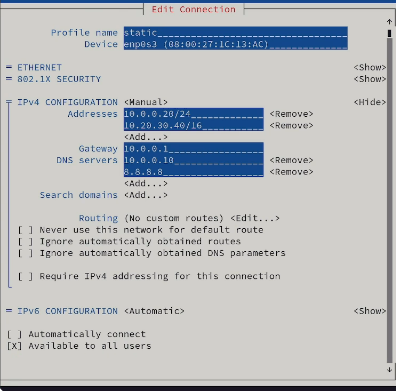 Edit Connection
Profile name static
Device enp0s3 (08:00:27:1C:13:AC)
= ETHERNET <Show>
= 802.1X SECURITY <Show>
= IPv4 CONFIGURATION <Manual> <Hide>
Addresses 10.0.0.20/24 <Remove>
10.20.30.40/16 <Remove>
<Add...>
Gateway 10.0.0.1
DNS servers 10.0.0.10 <Remove>
8.8.8.8 <Remove>
<Add...>
Search domains <Add...>
Routing (No custom routes) <Edit...>
[ ] Never use this network for default route
[ ] Ignore automatically obtained routes
[ ] Ignore automatically obtained DNS parameters
[ ] Require IPv4 addressing for this connection
= IPv6 CONFIGURATION <Automatic> <Show>
[ ] Automatically connect
[X] Available to all users